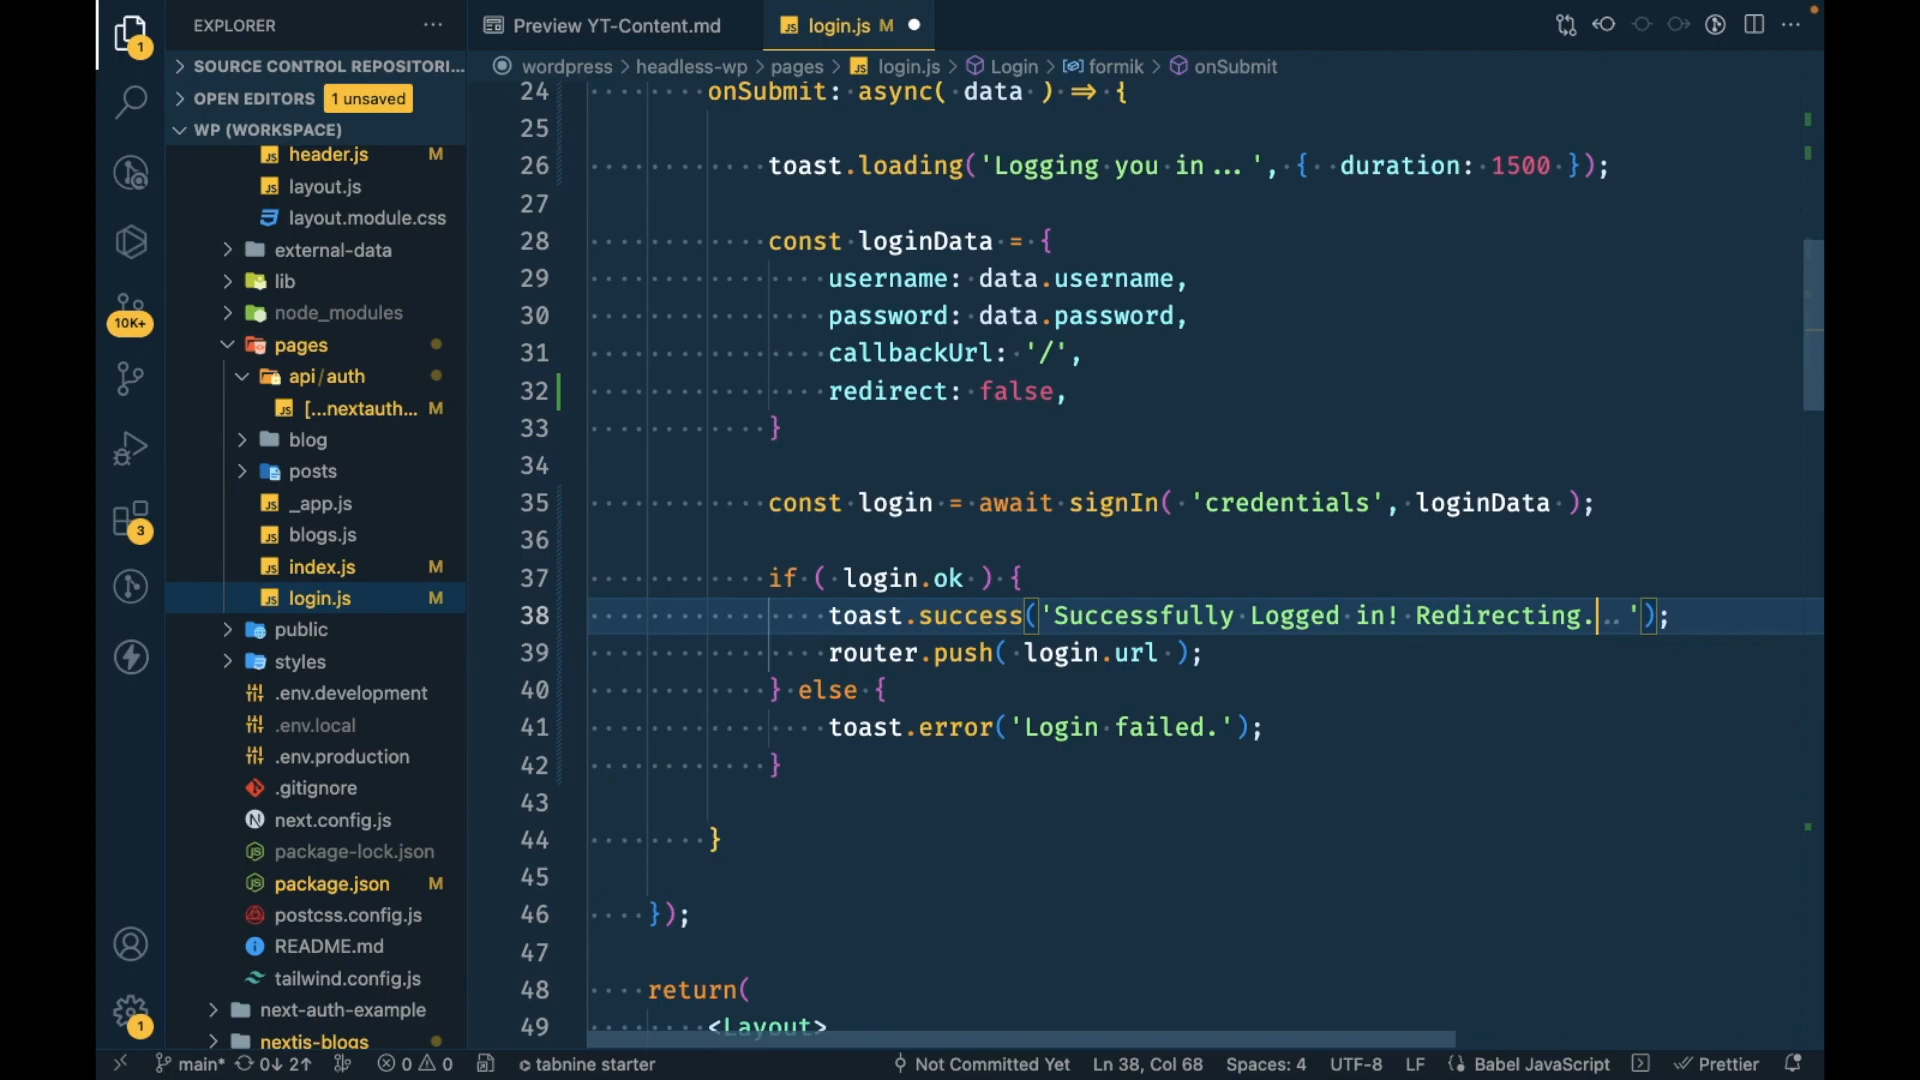 EXPLORER
SOURCE CONTROL REPOSITORI...
OPEN EDITORS 1 unsaved
WP (WORKSPACE)
header.js M
layout.js
layout.module.css
external-data
lib
node_modules
pages
api/auth
[...nextauth... M
blog
posts
_app.js
blogs.js
index.js M
login.js M
public
styles
.env.development
.env.local
.env.production
.gitignore
next.config.js
package-lock.json
package.json M
postcss.config.js
README.md
tailwind.config.js
next-auth-example
nextjs-blogs
1
10K+
3
1
Preview YT-Content.md
login.js M
wordpress > headless-wp > pages > login.js > Login > formik > onSubmit
24 onSubmit: async( data ) => {
25
26 toast.loading('Logging you in...', { duration: 1500 });
27
28 const loginData = {
29 username: data.username,
30 password: data.password,
31 callbackUrl: '/',
32 redirect: false,
33 }
34
35 const login = await signIn( 'credentials', loginData );
36
37 if ( login.ok ) {
38 toast.success('Successfully Logged in! Redirecting... ');
39 router.push( login.url );
40 } else {
41 toast.error('Login failed.');
42 }
43
44 }
45
46 });
47
48 return(
49 <Layout>
main* 0↓ 2↑ 0 0 tabnine starter Not Committed Yet Ln 38, Col 68 Spaces: 4 UTF-8 LF Babel JavaScript Prettier